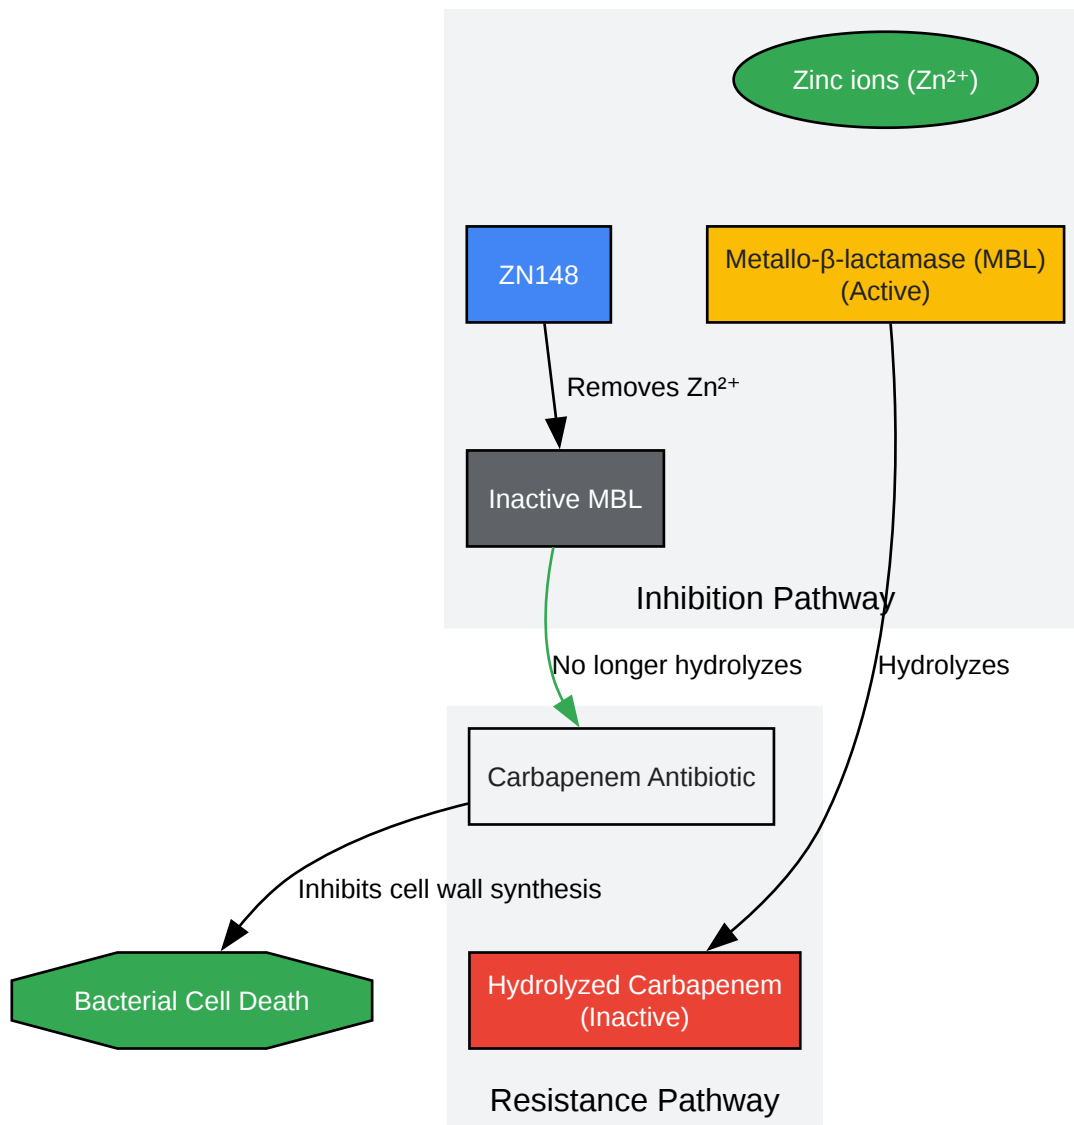 Zinc ions (Zn²⁺)
ZN148
Metallo-β-lactamase (MBL)
(Active)
Removes Zn²⁺
Inactive MBL
Inhibition Pathway
No longer hydrolyzes
Hydrolyzes
Carbapenem Antibiotic
Inhibits cell wall synthesis
Bacterial Cell Death
Hydrolyzed Carbapenem
(Inactive)
Resistance Pathway